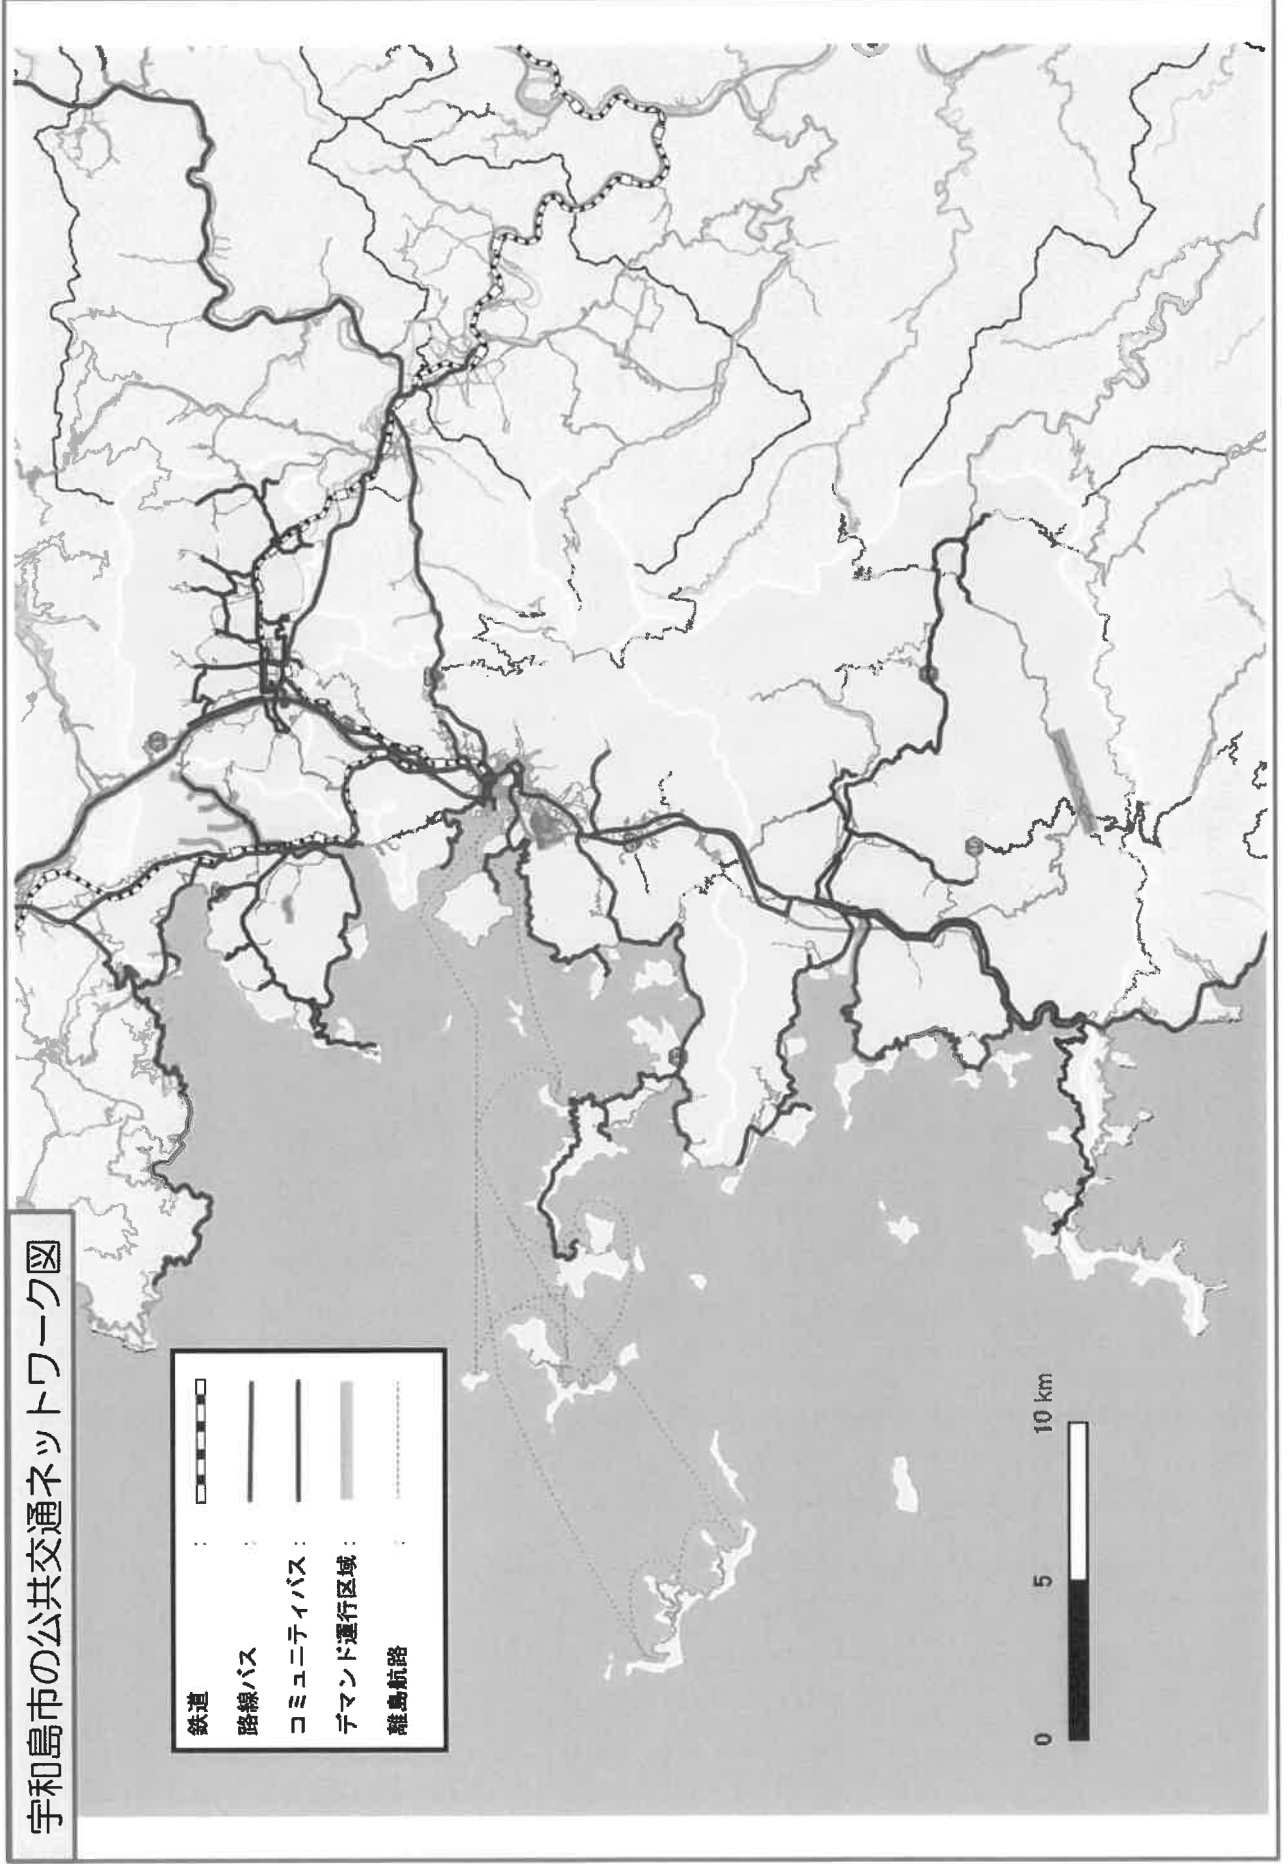 宇和島市の公共交通ネットワーク図
鉄道 :
路線バス :
コミュニティバス :
デマンド運行区域 :
離島航路 :
0 5 10 km